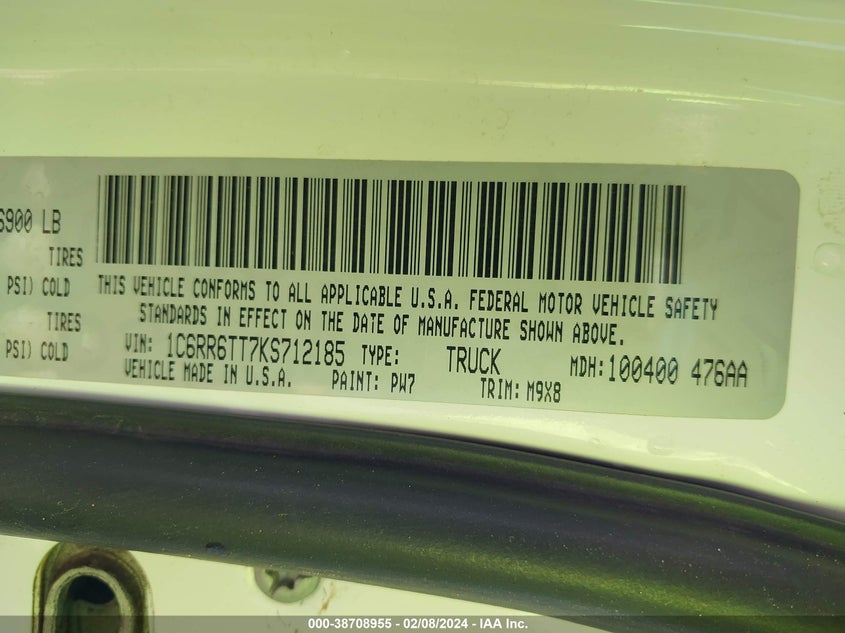 6900 LB
TIRES
PSI) COLD
TIRES
PSI) COLD
THIS VEHICLE CONFORMS TO ALL APPLICABLE U.S.A. FEDERAL MOTOR VEHICLE SAFETY
STANDARDS IN EFFECT ON THE DATE OF MANUFACTURE SHOWN ABOVE.
VIN: 1C6RR6TT7KS712185 TYPE: TRUCK MDH:100400 476AA
VEHICLE MADE IN U.S.A. PAINT: PW7 TRIM: M9X8
000-38708955 - 02/08/2024 - IAA Inc.